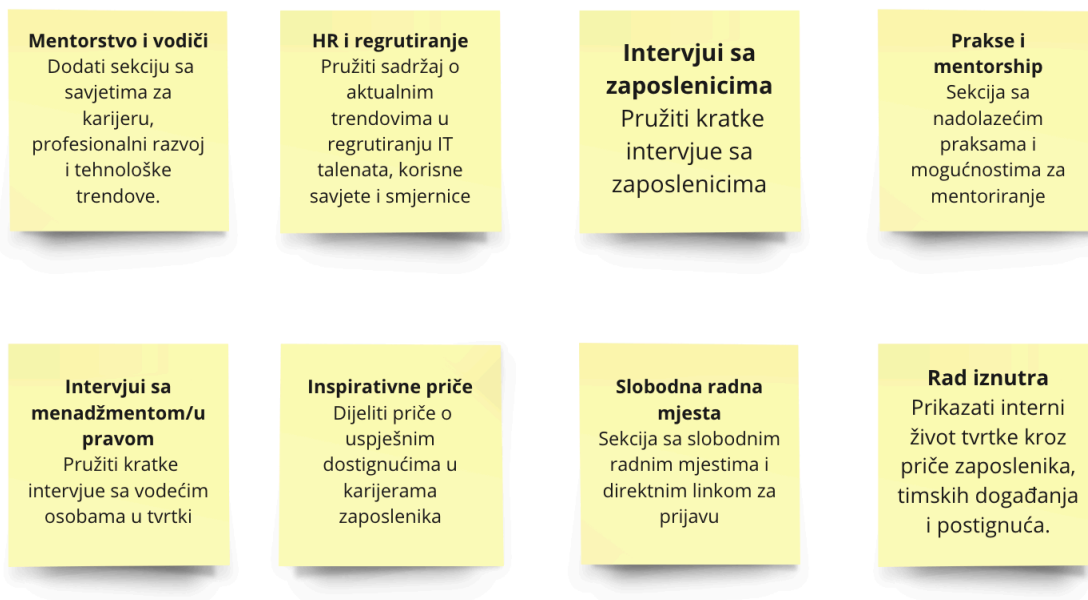 Mentorstvo i vodiči
Dodati sekciju sa
savjetima za
karijeru,
profesionalni razvoj
i tehnološke
trendove.
HR i regrutiranje
Pružiti sadržaj o
aktualnim
trendovima u
regrutiranju IT
talenata, korisne
savjete i smjernice
Intervjui sa
zaposlenicima
Pružiti kratke
intervjue sa
zaposlenicima
Prakse i
mentorship
Sekcija sa
nadolazećim
praksama i
mogućnostima za
mentoriranje
Intervjui sa
menadžmentom/u
pravom
Pružiti kratke
intervjue sa vodećim
osobama u tvrtki
Inspirativne priče
Dijeliti priče o
uspješnim
dostignućima u
karijerama
zaposlenika
Slobodna radna
mjesta
Sekcija sa slobodnim
radnim mjestima i
direktnim linkom za
prijavu
Rad iznutra
Prikazati interni
život tvrtke kroz
priče zaposlenika,
timskih događanja
i postignuća.